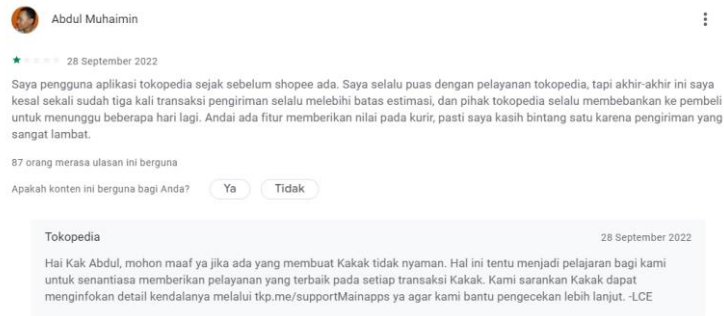 Abdul Muhaimin
28 September 2022
Saya pengguna aplikasi tokopedia sejak sebelum shopee ada. Saya selalu puas dengan pelayanan tokopedia, tapi akhir-akhir ini saya
kesal sekali sudah tiga kali transaksi pengiriman selalu melebihi batas estimasi, dan pihak tokopedia selalu membebankan ke pembeli
untuk menunggu beberapa hari lagi. Andai ada fitur memberikan nilai pada kurir, pasti saya kasih bintang satu karena pengiriman yang
sangat lambat.
87 orang merasa ulasan ini berguna
Apakah konten ini berguna bagi Anda? Ya Tidak
Tokopedia 28 September 2022
Hai Kak Abdul, mohon maaf ya jika ada yang membuat Kakak tidak nyaman. Hal ini tentu menjadi pelajaran bagi kami
untuk senantiasa memberikan pelayanan yang terbaik pada setiap transaksi Kakak. Kami sarankan Kakak dapat
menginfokan detail kendalanya melalui tkp.me/supportMainapps ya agar kami bantu pengecekan lebih lanjut. -LCE